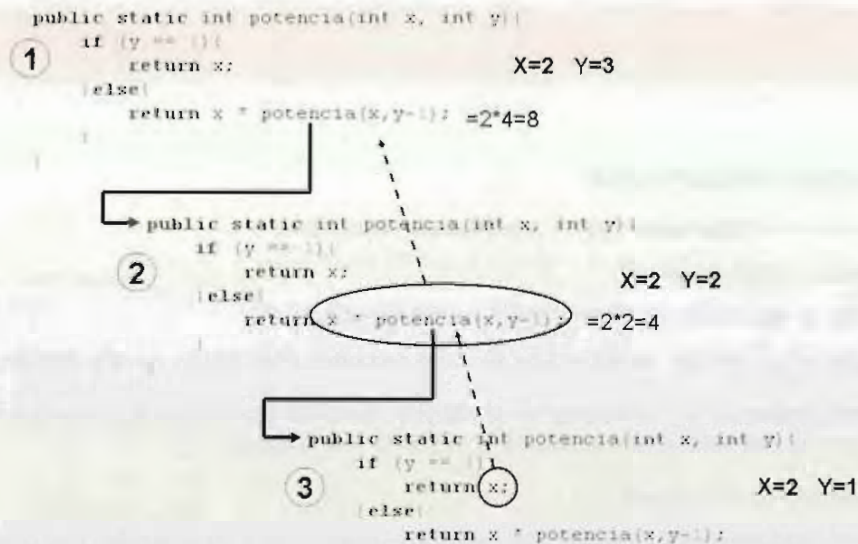 public static int potencia(int x, int y){
1
if (y == 1){
return x;
X=2 Y=3
}else{
return x * potencia(x,y-1); =2*4=8
}
}
public static int potencia(int x, int y){
2
if (y == 1){
return x;
X=2 Y=2
}else{
return x * potencia(x,y-1); =2*2=4
}
}
public static int potencia(int x, int y){
3
if (y == 1){
return x;
X=2 Y=1
}else{
return x * potencia(x,y-1);